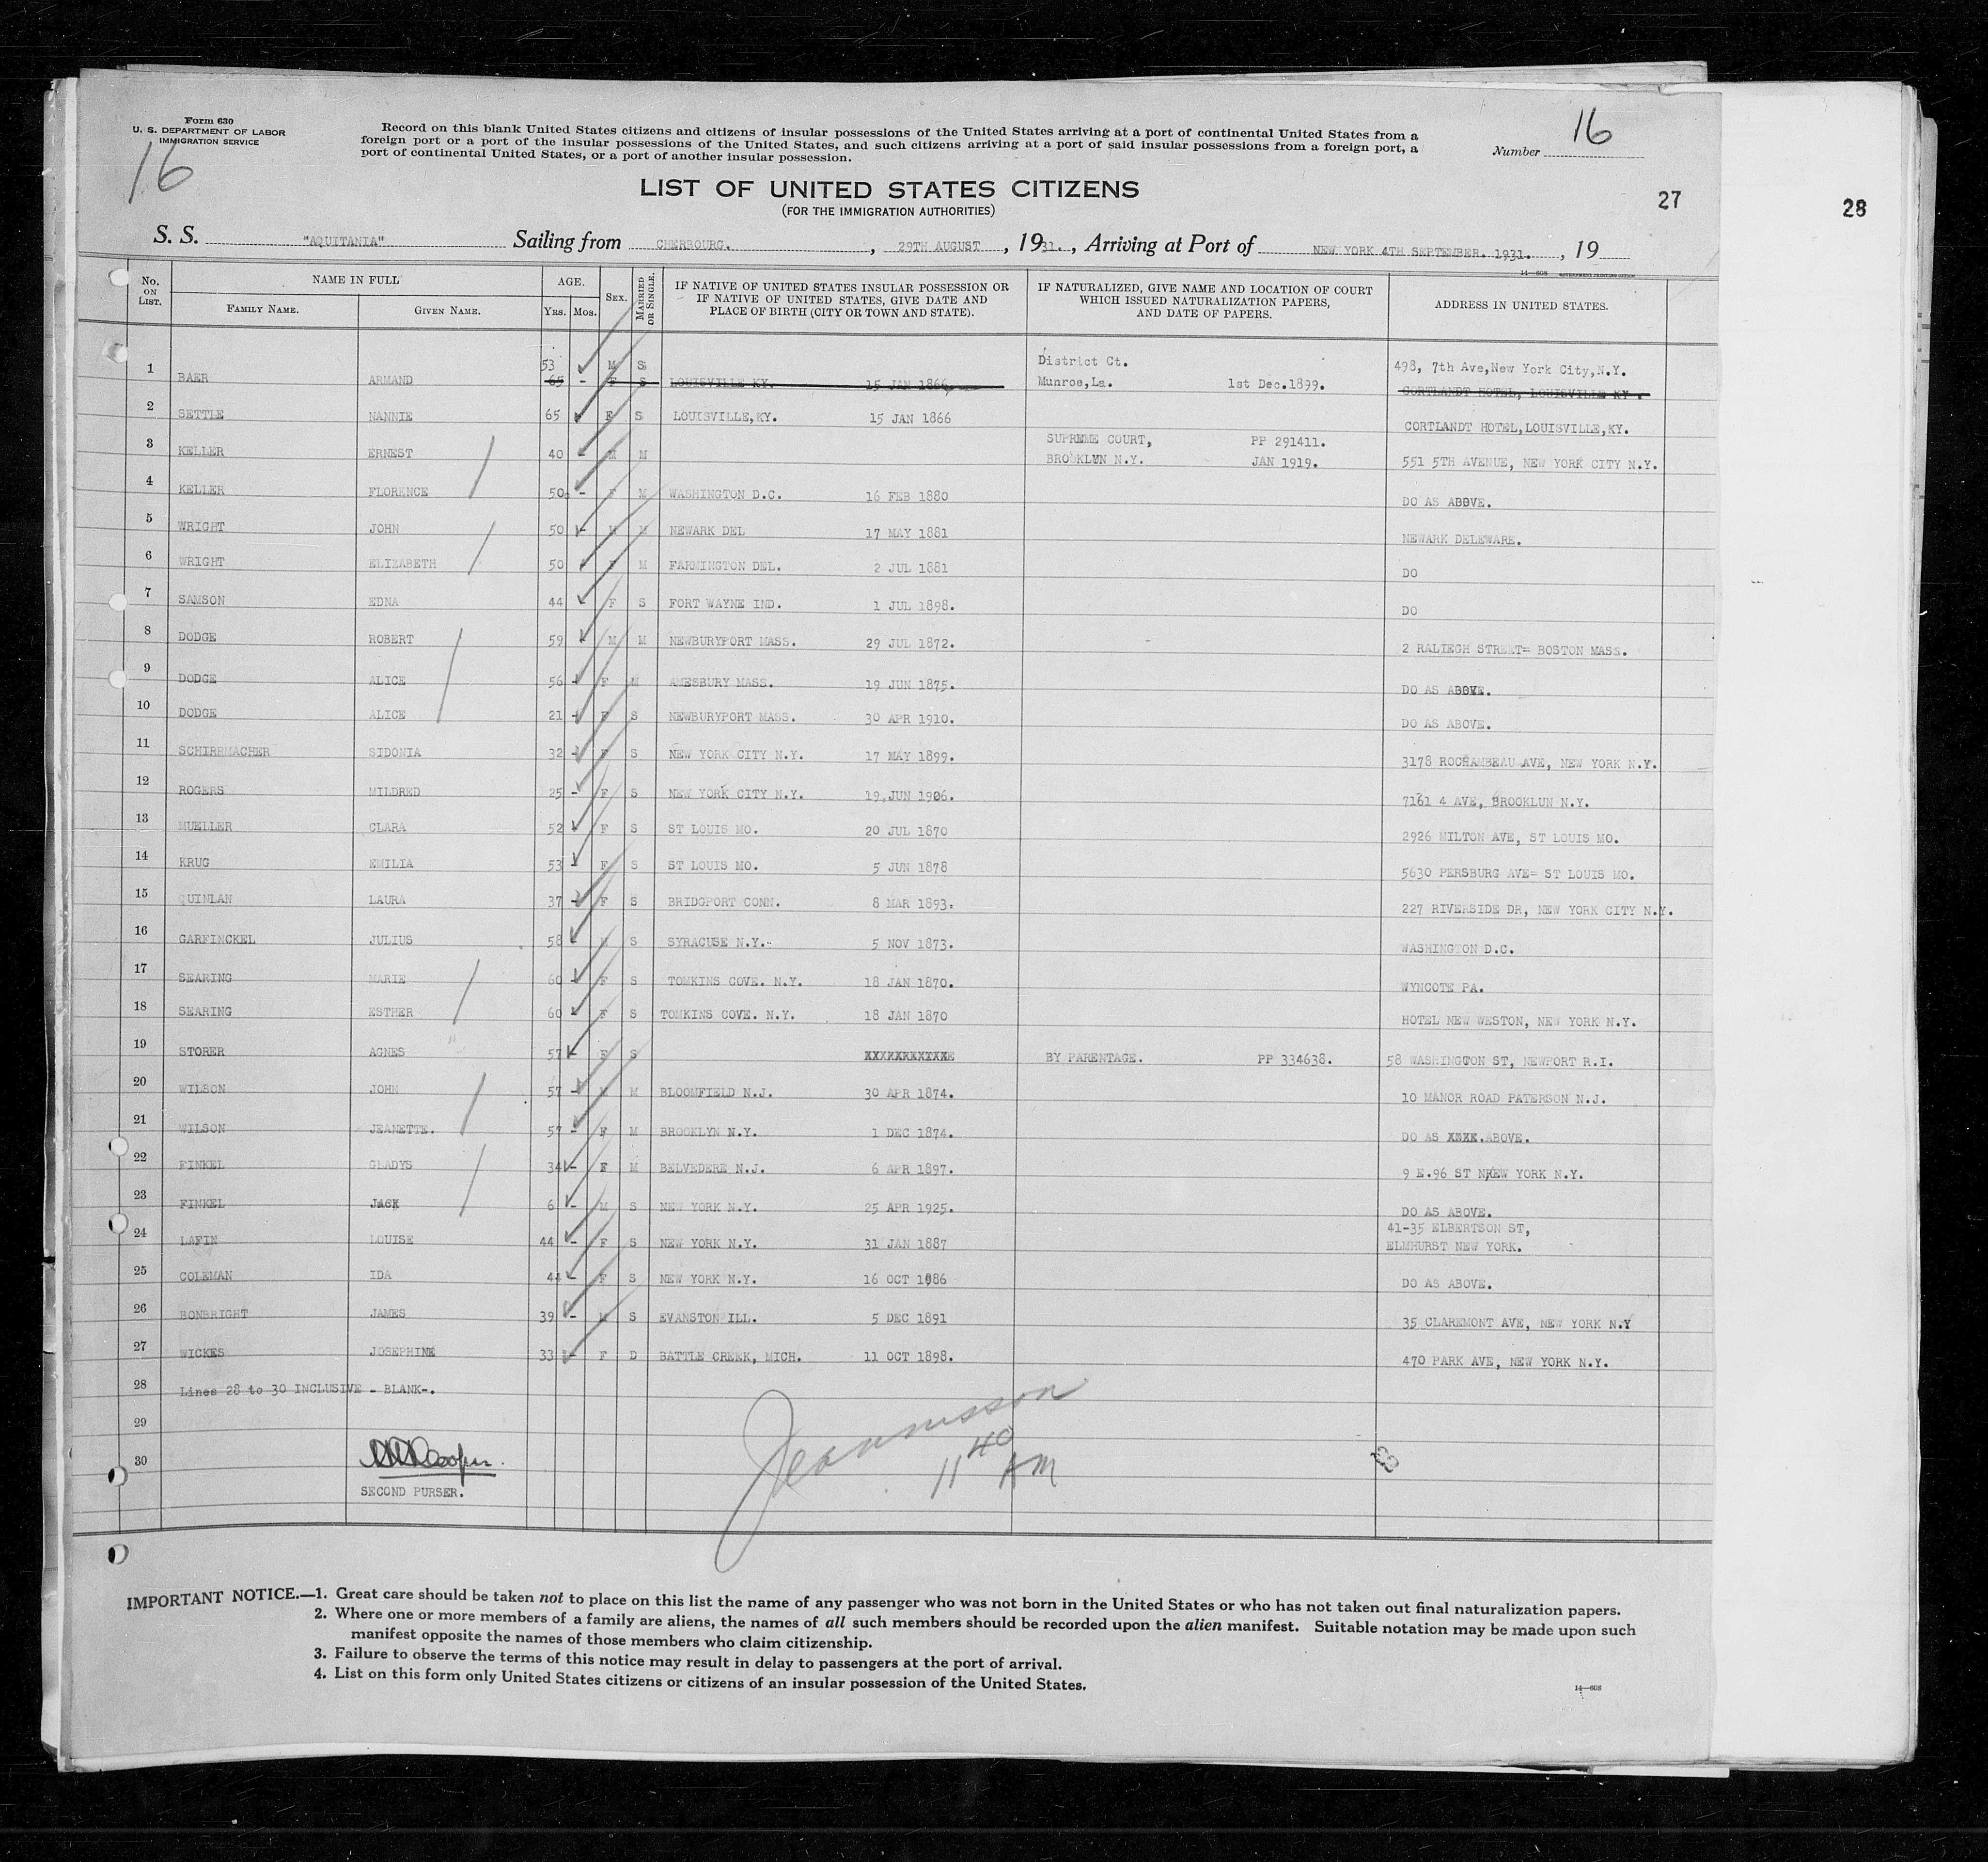 Form 630
U. S. DEPARTMENT OF LABOR
IMMIGRATION SERVICE
16
Record on this blank United States citizens and citizens of insular possessions of the United States arriving at a port of continental United States from a
foreign port or a port of the insular possessions of the United States, and such citizens arriving at a port of said insular possessions from a foreign port, a
port of continental United States, or a port of another insular possession.
Number 16
LIST OF UNITED STATES CITIZENS
(FOR THE IMMIGRATION AUTHORITIES)
27
28
S. S. "AQUITANIA" Sailing from CHERBOURG. , 29TH AUGUST , 1931. , Arriving at Port of NEW YORK 4TH SEPTEMBER. 1931. , 19
14—608 GOVERNMENT PRINTING OFFICE
No. ON LIST. NAME IN FULL AGE. SEX. MARRIED OR SINGLE. IF NATIVE OF UNITED STATES INSULAR POSSESSION OR IF NATIVE OF UNITED STATES, GIVE DATE AND PLACE OF BIRTH (CITY OR TOWN AND STATE). IF NATURALIZED, GIVE NAME AND LOCATION OF COURT WHICH ISSUED NATURALIZATION PAPERS, AND DATE OF PAPERS. ADDRESS IN UNITED STATES.
FAMILY NAME. GIVEN NAME. YRS. MOS.
53 M S District Ct. 498, 7th Ave,New York City,N.Y.
1 BAER ARMAND 65 - F S LOUISVILLE KY. 15 JAN 1866 Munroe,La. 1st Dec.1899. CORTLANDT HOTEL, LOUISVILLE KY.
2 SETTLE NANNIE 65 F S LOUISVILLE,KY. 15 JAN 1866 CORTLANDT HOTEL,LOUISVILLE,KY.
SUPREME COURT, PP 291411.
3 KELLER ERNEST 40 - M M BROOKLUN N.Y. JAN 1919. 551 5TH AVENUE, NEW YORK CITY N.Y.
4 KELLER FLORENCE 50 - F M WASHINGTON D.C. 16 FEB 1880 DO AS ABOVE.
5 WRIGHT JOHN 50 - M M NEWARK DEL 17 MAY 1881 NEWARK DELEWARE.
6 WRIGHT ELIZABETH 50 - F M FARMINGTON DEL. 2 JUL 1881 DO
7 SAMSON EDNA 44 - F S FORT WAYNE IND. 1 JUL 1898. DO
8 DODGE ROBERT 59 - M M NEWBURYPORT MASS. 29 JUL 1872. 2 RALIEGH STREET= BOSTON MASS.
9 DODGE ALICE 56 - F M AMESBURY MASS. 19 JUN 1875. DO AS ABOVE.
10 DODGE ALICE 21 - F S NEWBURYPORT MASS. 30 APR 1910. DO AS ABOVE.
11 SCHIRRMACHER SIDONIA 32 - F S NEW YORK CITY N.Y. 17 MAY 1899. 3178 ROCHAMBEAU AVE, NEW YORK N.Y.
12 ROGERS MILDRED 25 - F S NEW YORK CITY N.Y. 19,JUN 1906. 7161 4 AVE, BROOKLUN N.Y.
13 MUELLER CLARA 52 - F S ST LOUIS MO. 20 JUL 1870 2926 MILTON AVE, ST LOUIS MO.
14 KRUG EMILIA 53 - F S ST LOUIS MO. 5 JUN 1878 5630 PERSBURG AVE= ST LOUIS MO.
15 QUINLAN LAURA 37 - F S BRIDGPORT CONN. 8 MAR 1893. 227 RIVERSIDE DR, NEW YORK CITY N.Y.
16 GARFINCKEL JULIUS 58 M S SYRACUSE N.Y.- 5 NOV 1873. WASHINGTON D.C.
17 SEARING MARIE 60 - F S TOMKINS COVE. N.Y. 18 JAN 1870. WYNCOTE PA.
18 SEARING ESTHER 60 - F S TOMKINS COVE. N.Y. 18 JAN 1870 HOTEL NEW WESTON, NEW YORK N.Y.
19 STORER AGNES 57 - F S XXXXXXXXXXXX BY PARENTAGE. PP 334638. 58 WASHINGTON ST, NEWPORT R.I.
20 WILSON JOHN 57 - M M BLOOMFIELD N.J. 30 APR 1874. 10 MANOR ROAD PATERSON N.J.
21 WILSON JEANETTE. 57 - F M BROOKLYN N.Y. 1 DEC 1874. DO AS XXXX.ABOVE.
22 FINKEL GLADYS 34 - F M BELVEDERE N.J. 6 APR 1897. 9 E.96 ST NEW YORK N.Y.
23 FINKEL JACK 6 - M S NEW YORK N.Y. 25 APR 1925. DO AS ABOVE.
41-35 ELBERTSON ST,
24 LAFIN LOUISE 44 - F S NEW YORK N.Y. 31 JAN 1887 ELMHURST NEW YORK.
25 COLEMAN IDA 44 - F S NEW YORK N.Y. 16 OCT 1986 DO AS ABOVE.
26 BONBRIGHT JAMES 39 - M S EVANSTON ILL. 5 DEC 1891 35 CLAREMONT AVE, NEW YORK N.Y
27 WICKES JOSEPHINE 33 - F D BATTLE CREEK, MICH. 11 OCT 1898. 470 PARK AVE, NEW YORK N.Y.
28 Lines 28 to 30 INCLUSIVE - BLANK-.
29
30
Cooper.
SECOND PURSER.
11 40 AM
IMPORTANT NOTICE.—1. Great care should be taken not to place on this list the name of any passenger who was not born in the United States or who has not taken out final naturalization papers.
2. Where one or more members of a family are aliens, the names of all such members should be recorded upon the alien manifest. Suitable notation may be made upon such
manifest opposite the names of those members who claim citizenship.
3. Failure to observe the terms of this notice may result in delay to passengers at the port of arrival.
4. List on this form only United States citizens or citizens of an insular possession of the United States.
14—608